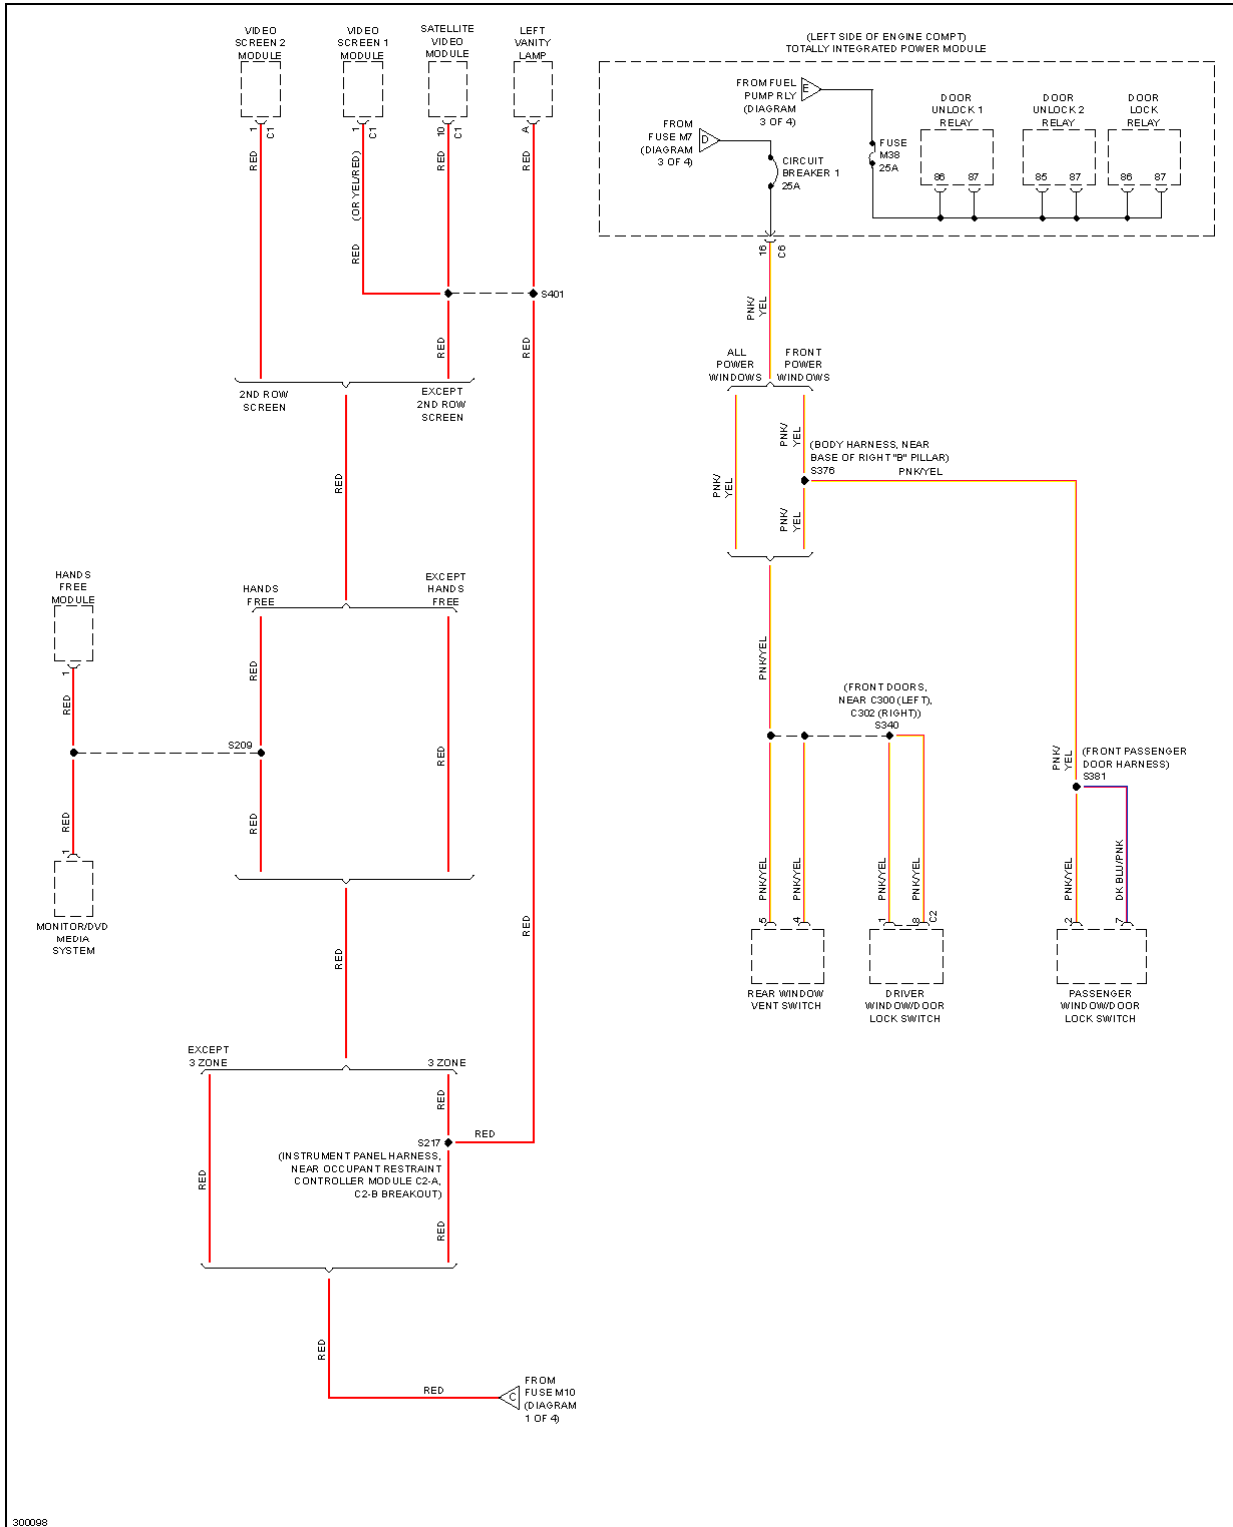 VIDEO
SCREEN 2
MODULE
VIDEO
SCREEN 1
MODULE
SATELLITE
VIDEO
MODULE
LEFT
VANITY
LAMP
1
C1
1
C1
10
C1
A
RED
(OR YEL/RED)
RED
RED
RED
S401
RED
RED
2ND ROW
SCREEN
EXCEPT
2ND ROW
SCREEN
RED
HANDS
FREE
MODULE
1
RED
HANDS
FREE
EXCEPT
HANDS
FREE
RED
S209
RED
RED
RED
1
MONITOR/DVD
MEDIA
SYSTEM
RED
RED
EXCEPT
3 ZONE
3 ZONE
RED
S217
RED
(INSTRUMENT PANEL HARNESS,
NEAR OCCUPANT RESTRAINT
CONTROLLER MODULE C2-A,
C2-B BREAKOUT)
RED
RED
RED
RED
C
FROM
FUSE M10
(DIAGRAM
1 OF 4)
(LEFT SIDE OF ENGINE COMPT)
TOTALLY INTEGRATED POWER MODULE
FROM FUEL
PUMP RLY
(DIAGRAM
3 OF 4)
E
FROM
FUSE M7
(DIAGRAM
3 OF 4)
D
CIRCUIT
BREAKER 1
25A
FUSE
M38
25A
DOOR
UNLOCK 1
RELAY
DOOR
UNLOCK 2
RELAY
DOOR
LOCK
RELAY
86
87
85
87
86
87
16
C6
PNK/
YEL
ALL
POWER
WINDOWS
FRONT
POWER
WINDOWS
PNK/
YEL
PNK/
YEL
(BODY HARNESS, NEAR
BASE OF RIGHT "B" PILLAR)
S376
PNK/YEL
PNK/
YEL
PNK/YEL
(FRONT DOORS,
NEAR C300 (LEFT),
C302 (RIGHT))
S340
PNK/
YEL
(FRONT PASSENGER
DOOR HARNESS)
S381
PNK/YEL
PNK/YEL
PNK/YEL
PNK/YEL
PNK/YEL
DK BLU/PNK
5
4
1
8
C2
2
7
REAR WINDOW
VENT SWITCH
DRIVER
WINDOW/DOOR
LOCK SWITCH
PASSENGER
WINDOW/DOOR
LOCK SWITCH
300098